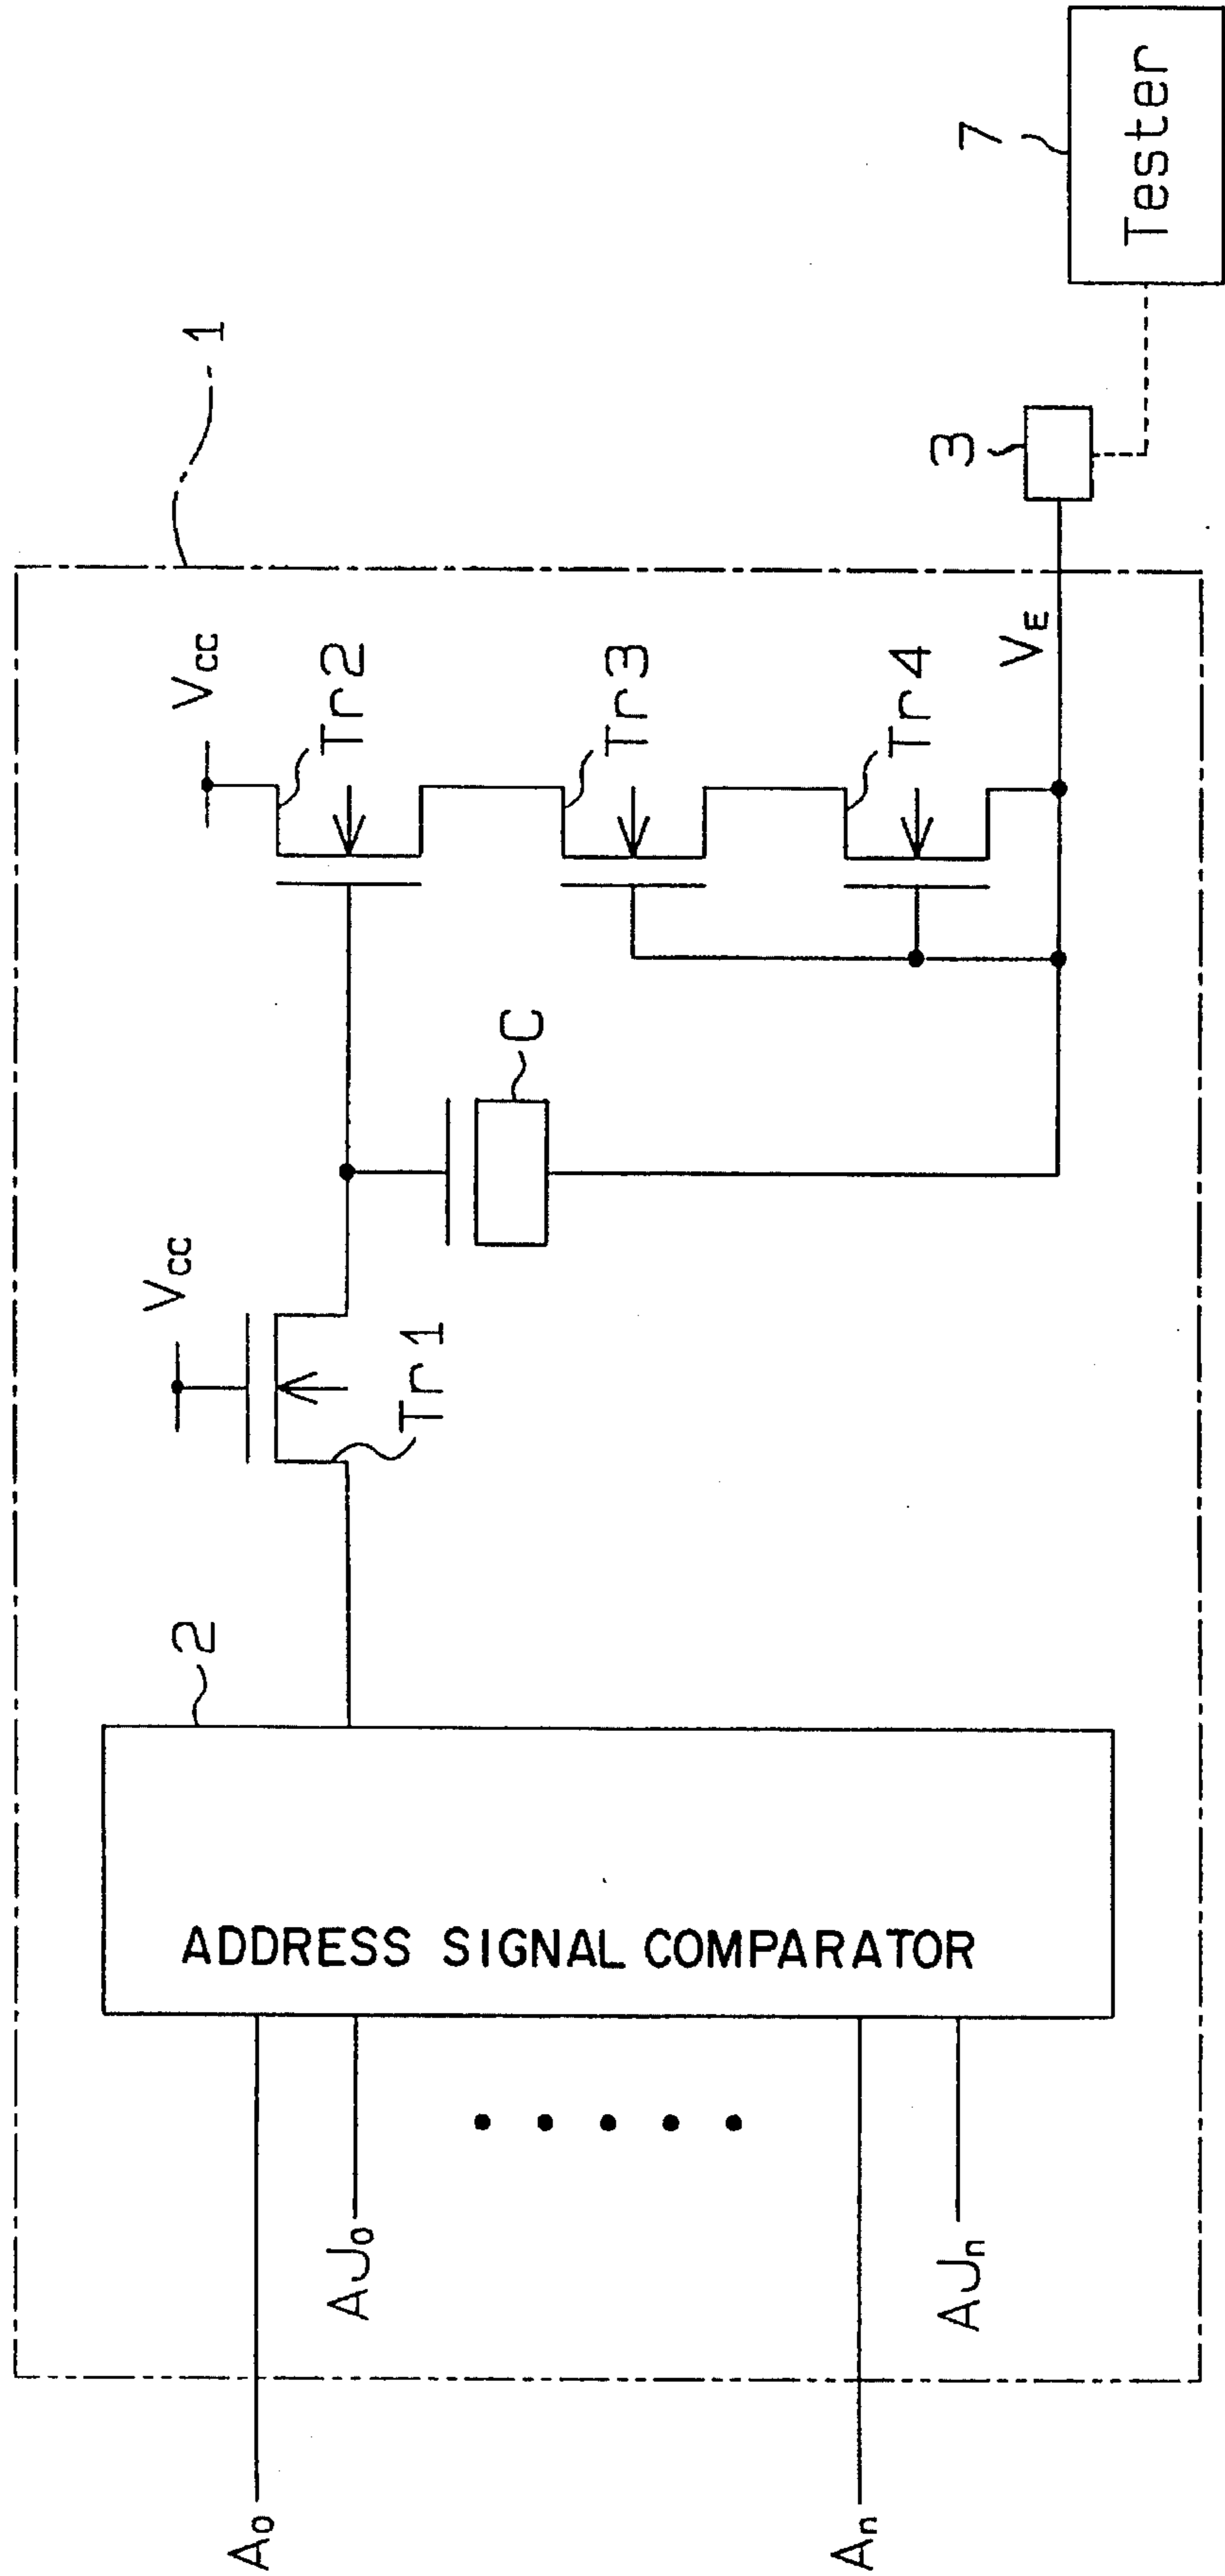 1
Vcc
Vcc
2
Tr2
Tr1
C
Tr3
Tr4
VE
3
7
Tester
ADDRESS SIGNAL COMPARATOR
A0
AJ0
An
AJn